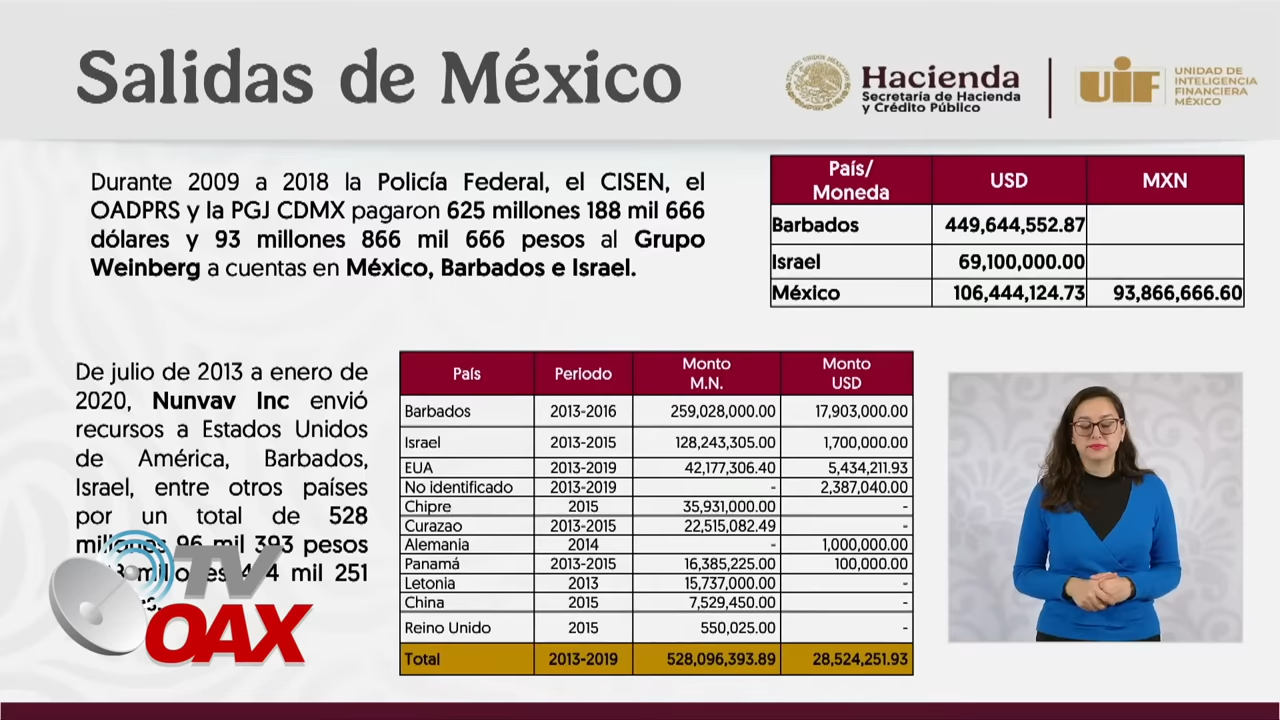 Salidas de México
Hacienda
Secretaría de Hacienda
y Crédito Público
UIF
UNIDAD DE
INTELIGENCIA
FINANCIERA
MÉXICO
Durante 2009 a 2018 la Policía Federal, el CISEN, el
OADPRS y la PGJ CDMX pagaron 625 millones 188 mil 666
dólares y 93 millones 866 mil 666 pesos al Grupo
Weinberg a cuentas en México, Barbados e Israel.
País/
Moneda USD MXN
Barbados 449,644,552.87
Israel 69,100,000.00
México 106,444,124.73 93,866,666.60
De julio de 2013 a enero de
2020, Nunvav Inc envió
recursos a Estados Unidos
de América, Barbados,
Israel, entre otros países
por un total de 528
millones 96 mil 393 pesos
mil 251
TV
OAX
País Periodo Monto M.N. Monto USD
Barbados 2013-2016 259,028,000.00 17,903,000.00
Israel 2013-2015 128,243,305.00 1,700,000.00
EUA 2013-2019 42,177,306.40 5,434,211.93
No identificado 2013-2019 - 2,387,040.00
Chipre 2015 35,931,000.00 -
Curazao 2013-2015 22,515,082.49 -
Alemania 2014 - 1,000,000.00
Panamá 2013-2015 16,385,225.00 100,000.00
Letonia 2013 15,737,000.00 -
China 2015 7,529,450.00 -
Reino Unido 2015 550,025.00 -
Total 2013-2019 528,096,393.89 28,524,251.93